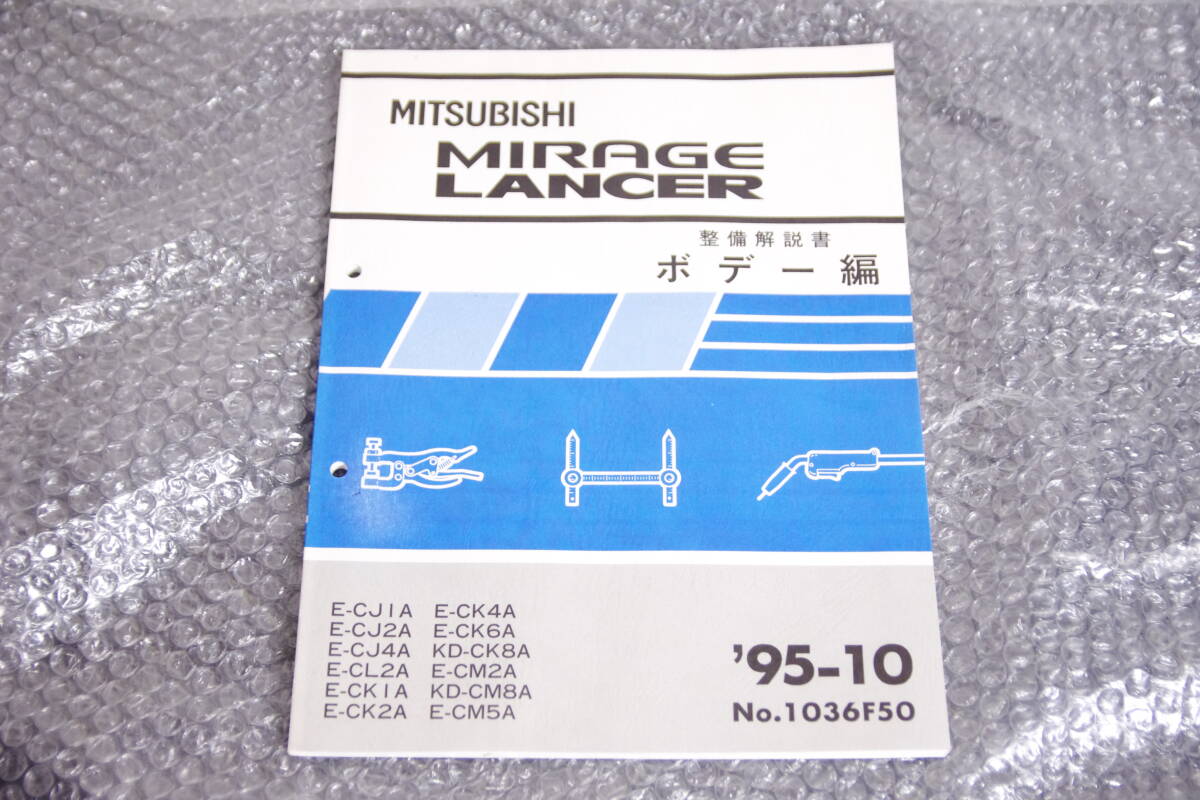 MITSUBISHI
MIRAGE
LANCER
整備解説書
ボデー編
E-CJ1A E-CK4A
E-CJ2A E-CK6A
E-CJ4A KD-CK8A
E-CL2A E-CM2A
E-CK1A KD-CM8A
E-CK2A E-CM5A
'95-10
No.1036F50